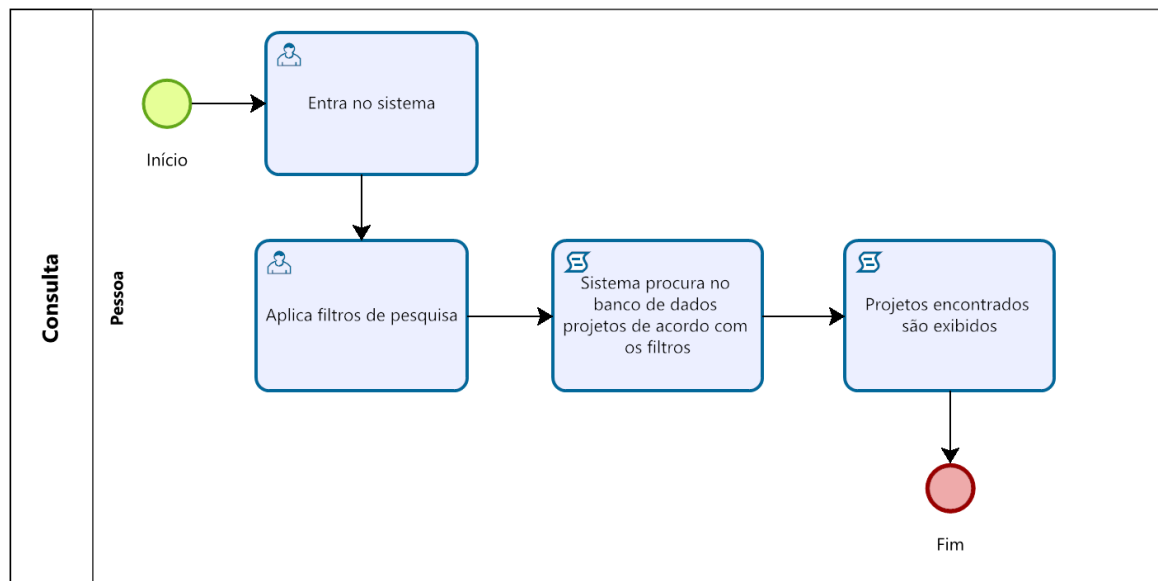 Consulta
Pessoa
Início
Entra no sistema
Aplica filtros de pesquisa
Sistema procura no
banco de dados
projetos de acordo com
os filtros
Projetos encontrados
são exibidos
Fim